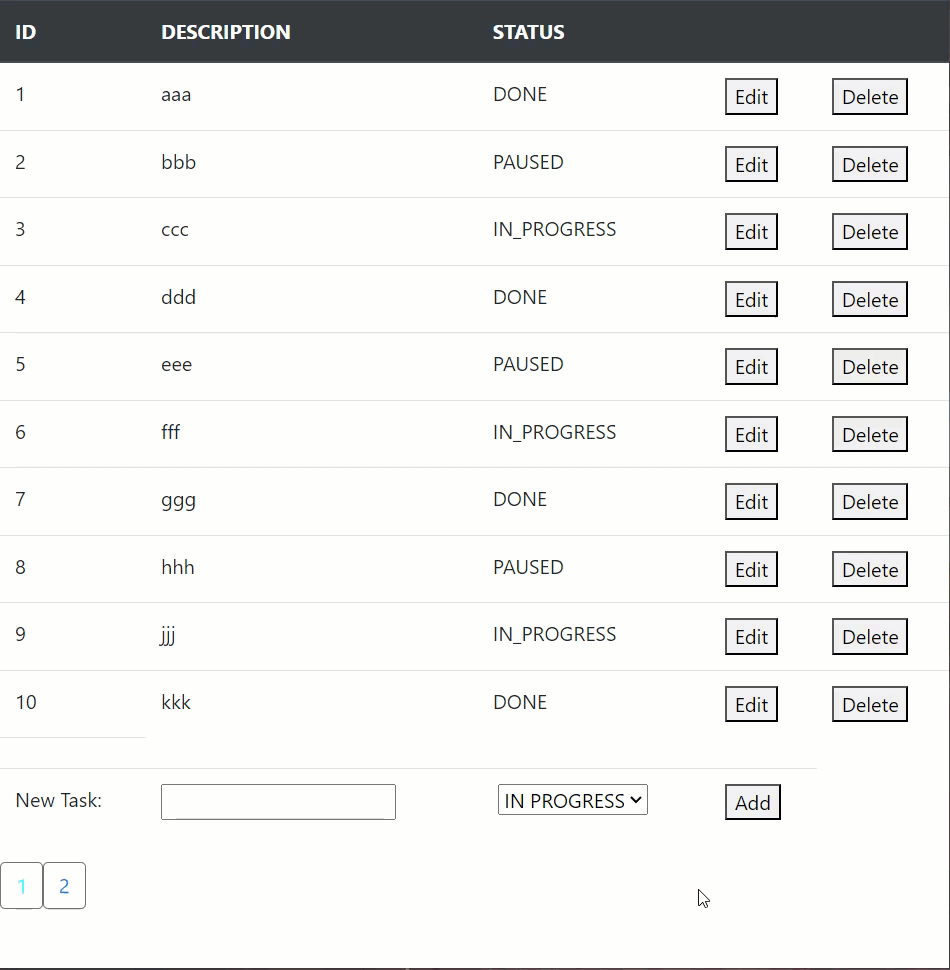 ID DESCRIPTION STATUS
1 aaa DONE Edit Delete
2 bbb PAUSED Edit Delete
3 ccc IN_PROGRESS Edit Delete
4 ddd DONE Edit Delete
5 eee PAUSED Edit Delete
6 fff IN_PROGRESS Edit Delete
7 ggg DONE Edit Delete
8 hhh PAUSED Edit Delete
9 jjj IN_PROGRESS Edit Delete
10 kkk DONE Edit Delete
New Task: IN PROGRESS Add
1 2